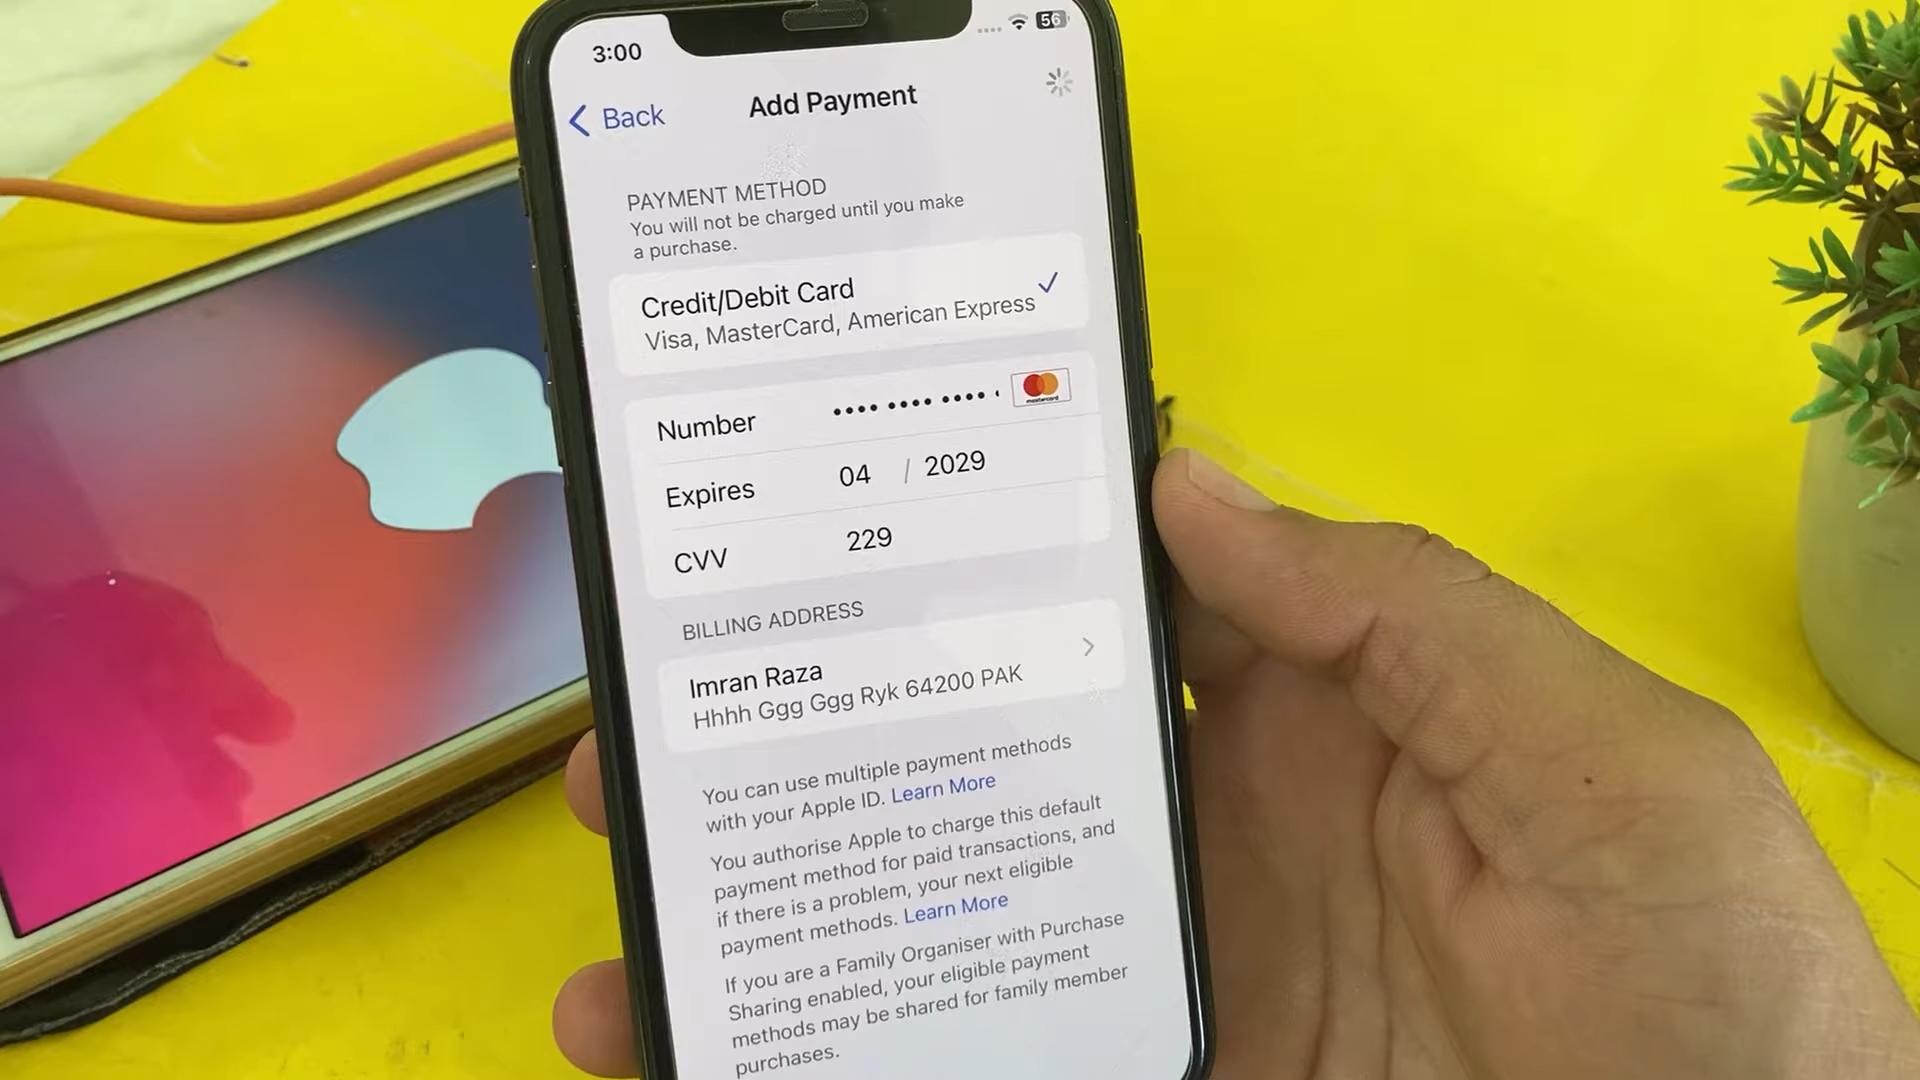 3:00
56
Back
Add Payment
PAYMENT METHOD
You will not be charged until you make
a purchase.
Credit/Debit Card
Visa, MasterCard, American Express
Number •••• •••• ••••
mastercard
Expires 04 / 2029
CVV 229
BILLING ADDRESS
Imran Raza
Hhhh Ggg Ggg Ryk 64200 PAK
You can use multiple payment methods
with your Apple ID. Learn More
You authorise Apple to charge this default
payment method for paid transactions, and
if there is a problem, your next eligible
payment methods. Learn More
If you are a Family Organiser with Purchase
Sharing enabled, your eligible payment
methods may be shared for family member
purchases.